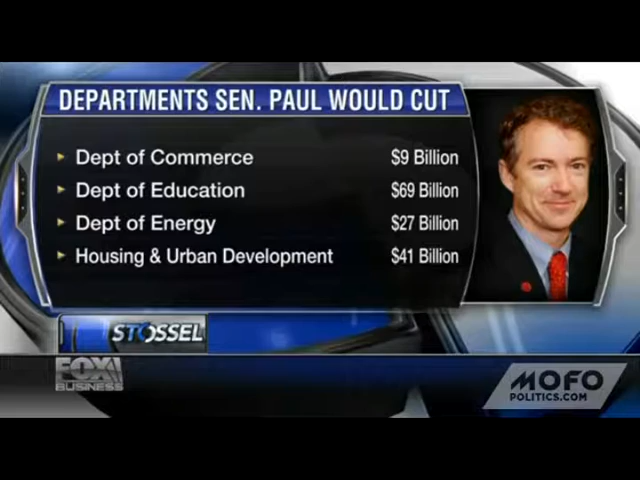 DEPARTMENTS SEN. PAUL WOULD CUT
Dept of Commerce $9 Billion
Dept of Education $69 Billion
Dept of Energy $27 Billion
Housing & Urban Development $41 Billion
STOSSEL
FOX
BUSINESS
MOFO
POLITICS.COM